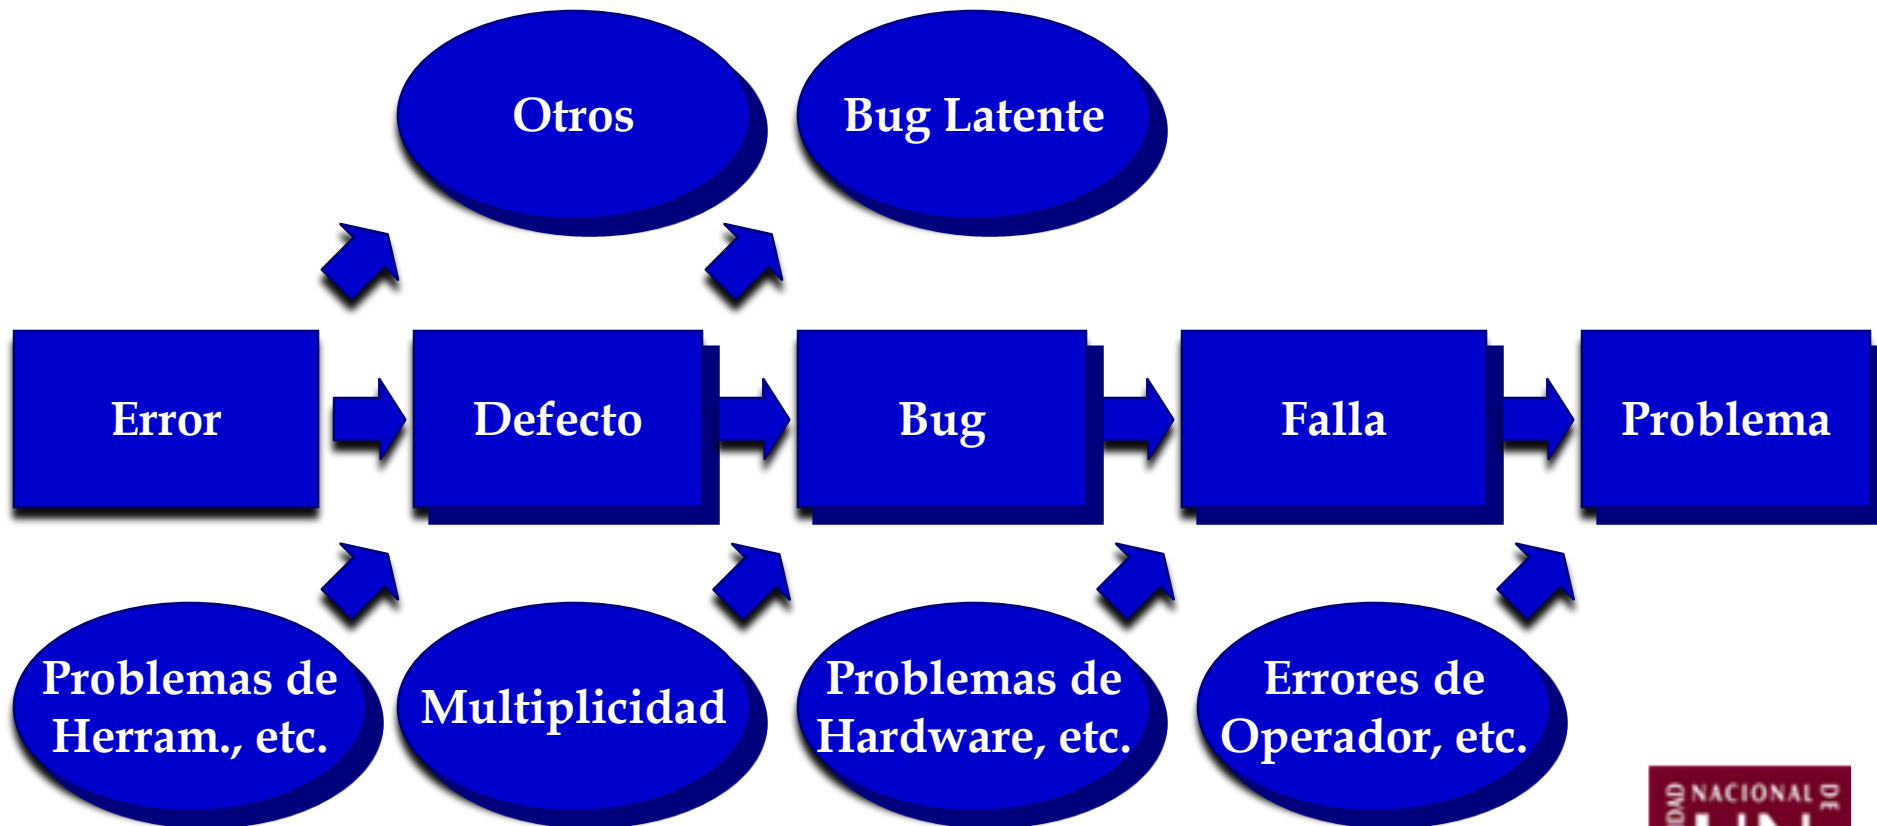 Otros
Bug Latente
Error
Defecto
Bug
Falla
Problema
Problemas de
Herram., etc.
Multiplicidad
Problemas de
Hardware, etc.
Errores de
Operador, etc.
NACIONAL DE